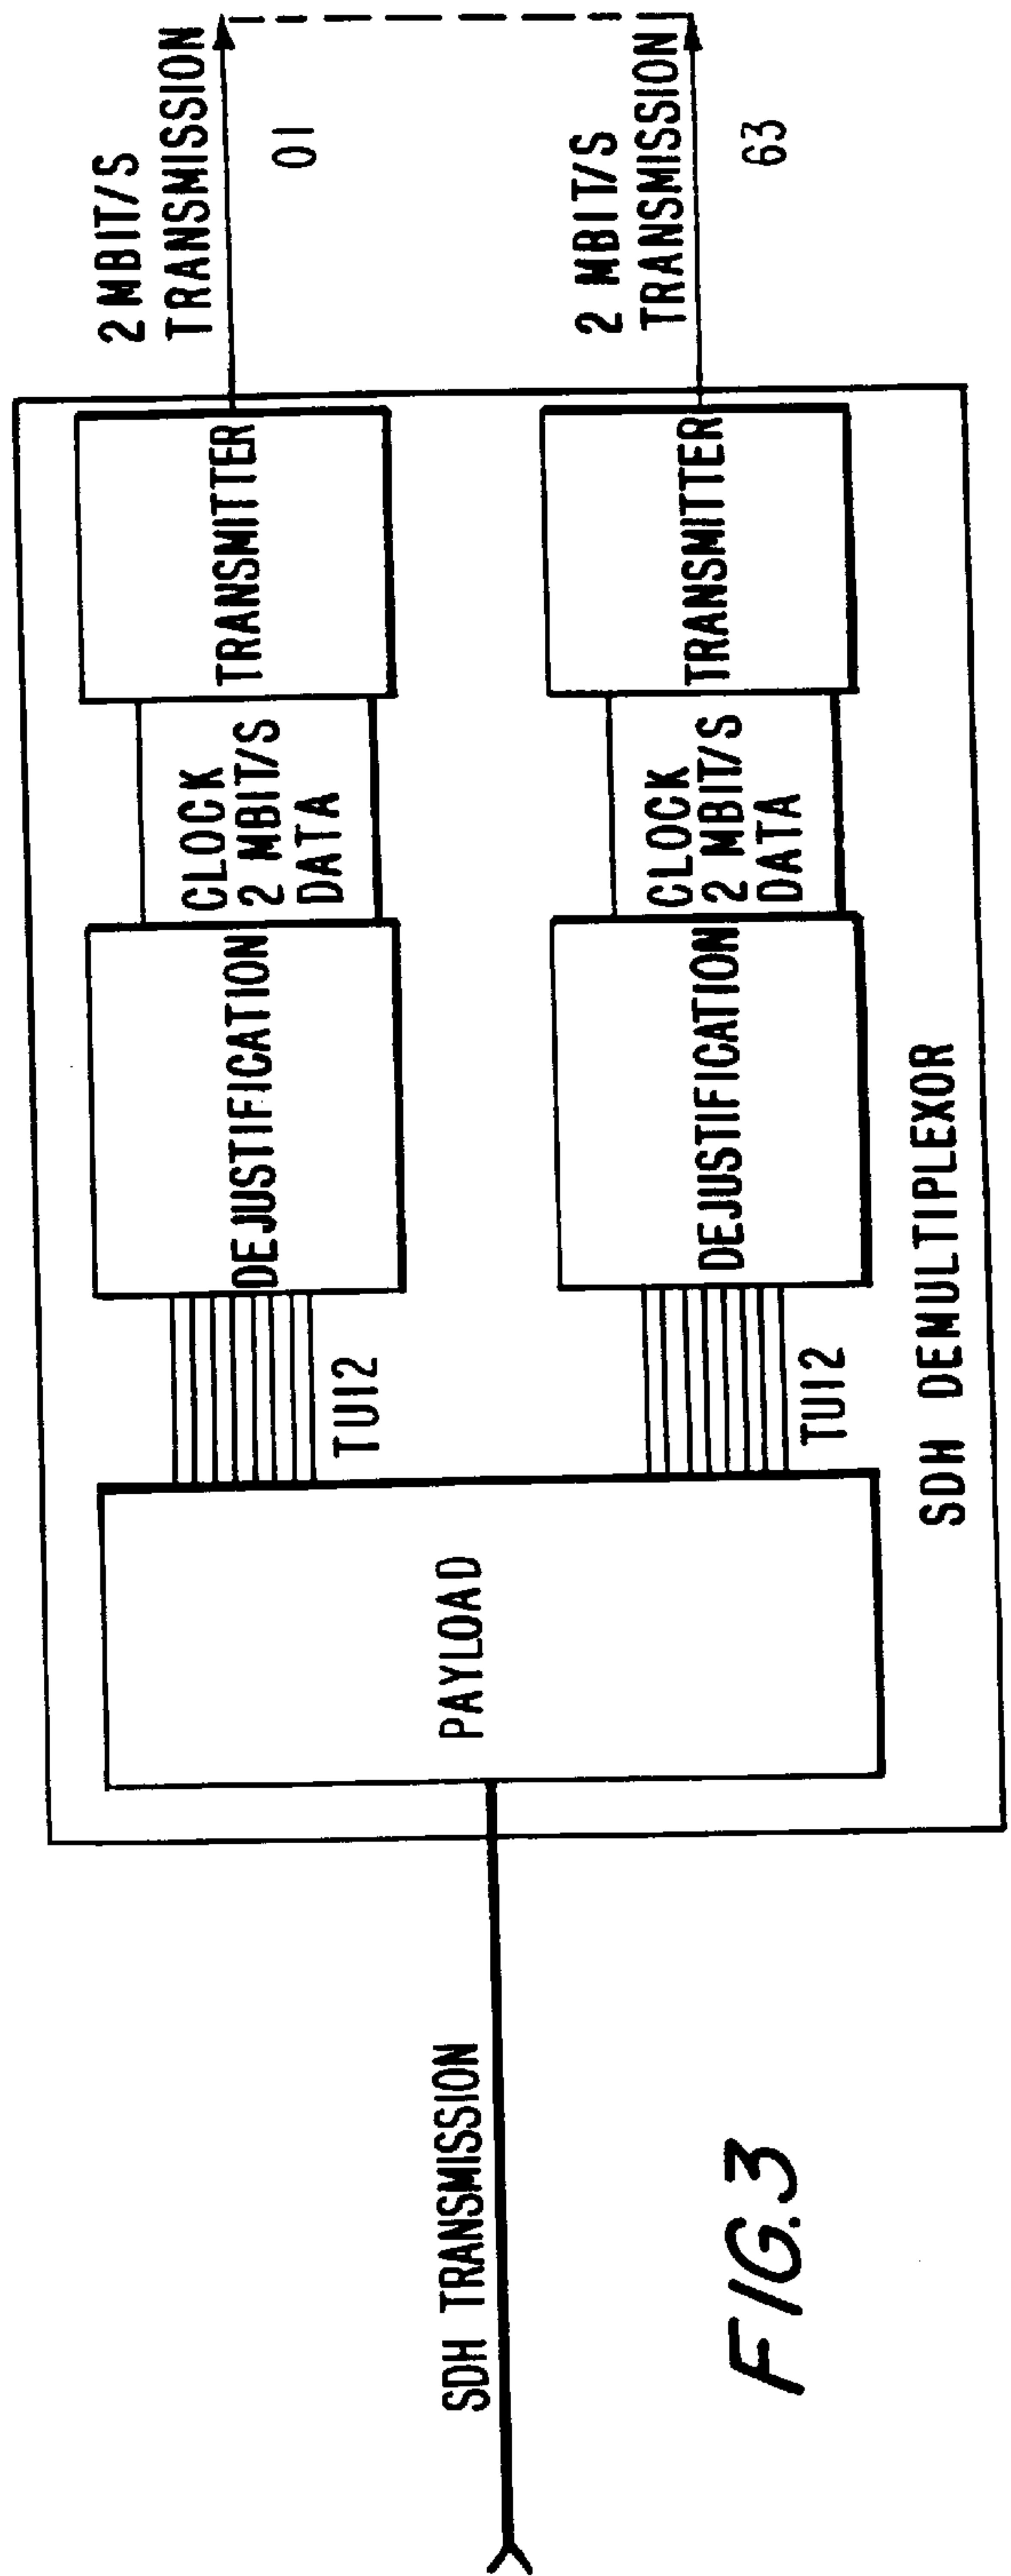 2 MBIT/S
TRANSMISSION
01
TRANSMITTER
CLOCK
2 MBIT/S
DATA
DEJUSTIFICATION
TU12
2 MBIT/S
TRANSMISSION
63
TRANSMITTER
CLOCK
2 MBIT/S
DATA
DEJUSTIFICATION
TU12
PAYLOAD
SDH DEMULTIPLEXOR
SDH TRANSMISSION
FIG.3